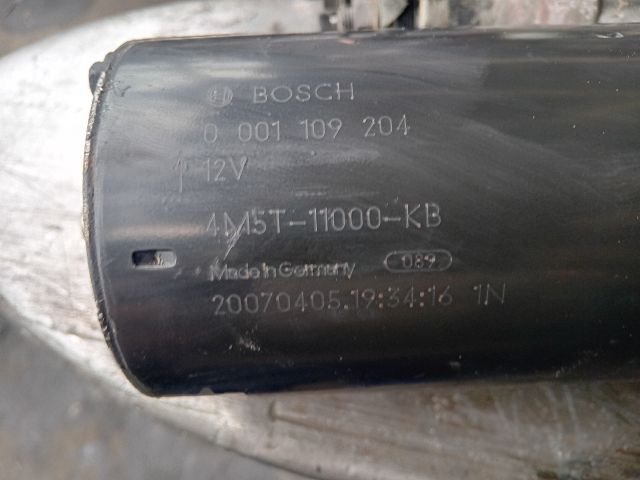 BOSCH
0 001 109 204
↑ 12V
4M5T-11000-KB
Made in Germany 089
20070405.19:34:16 1N